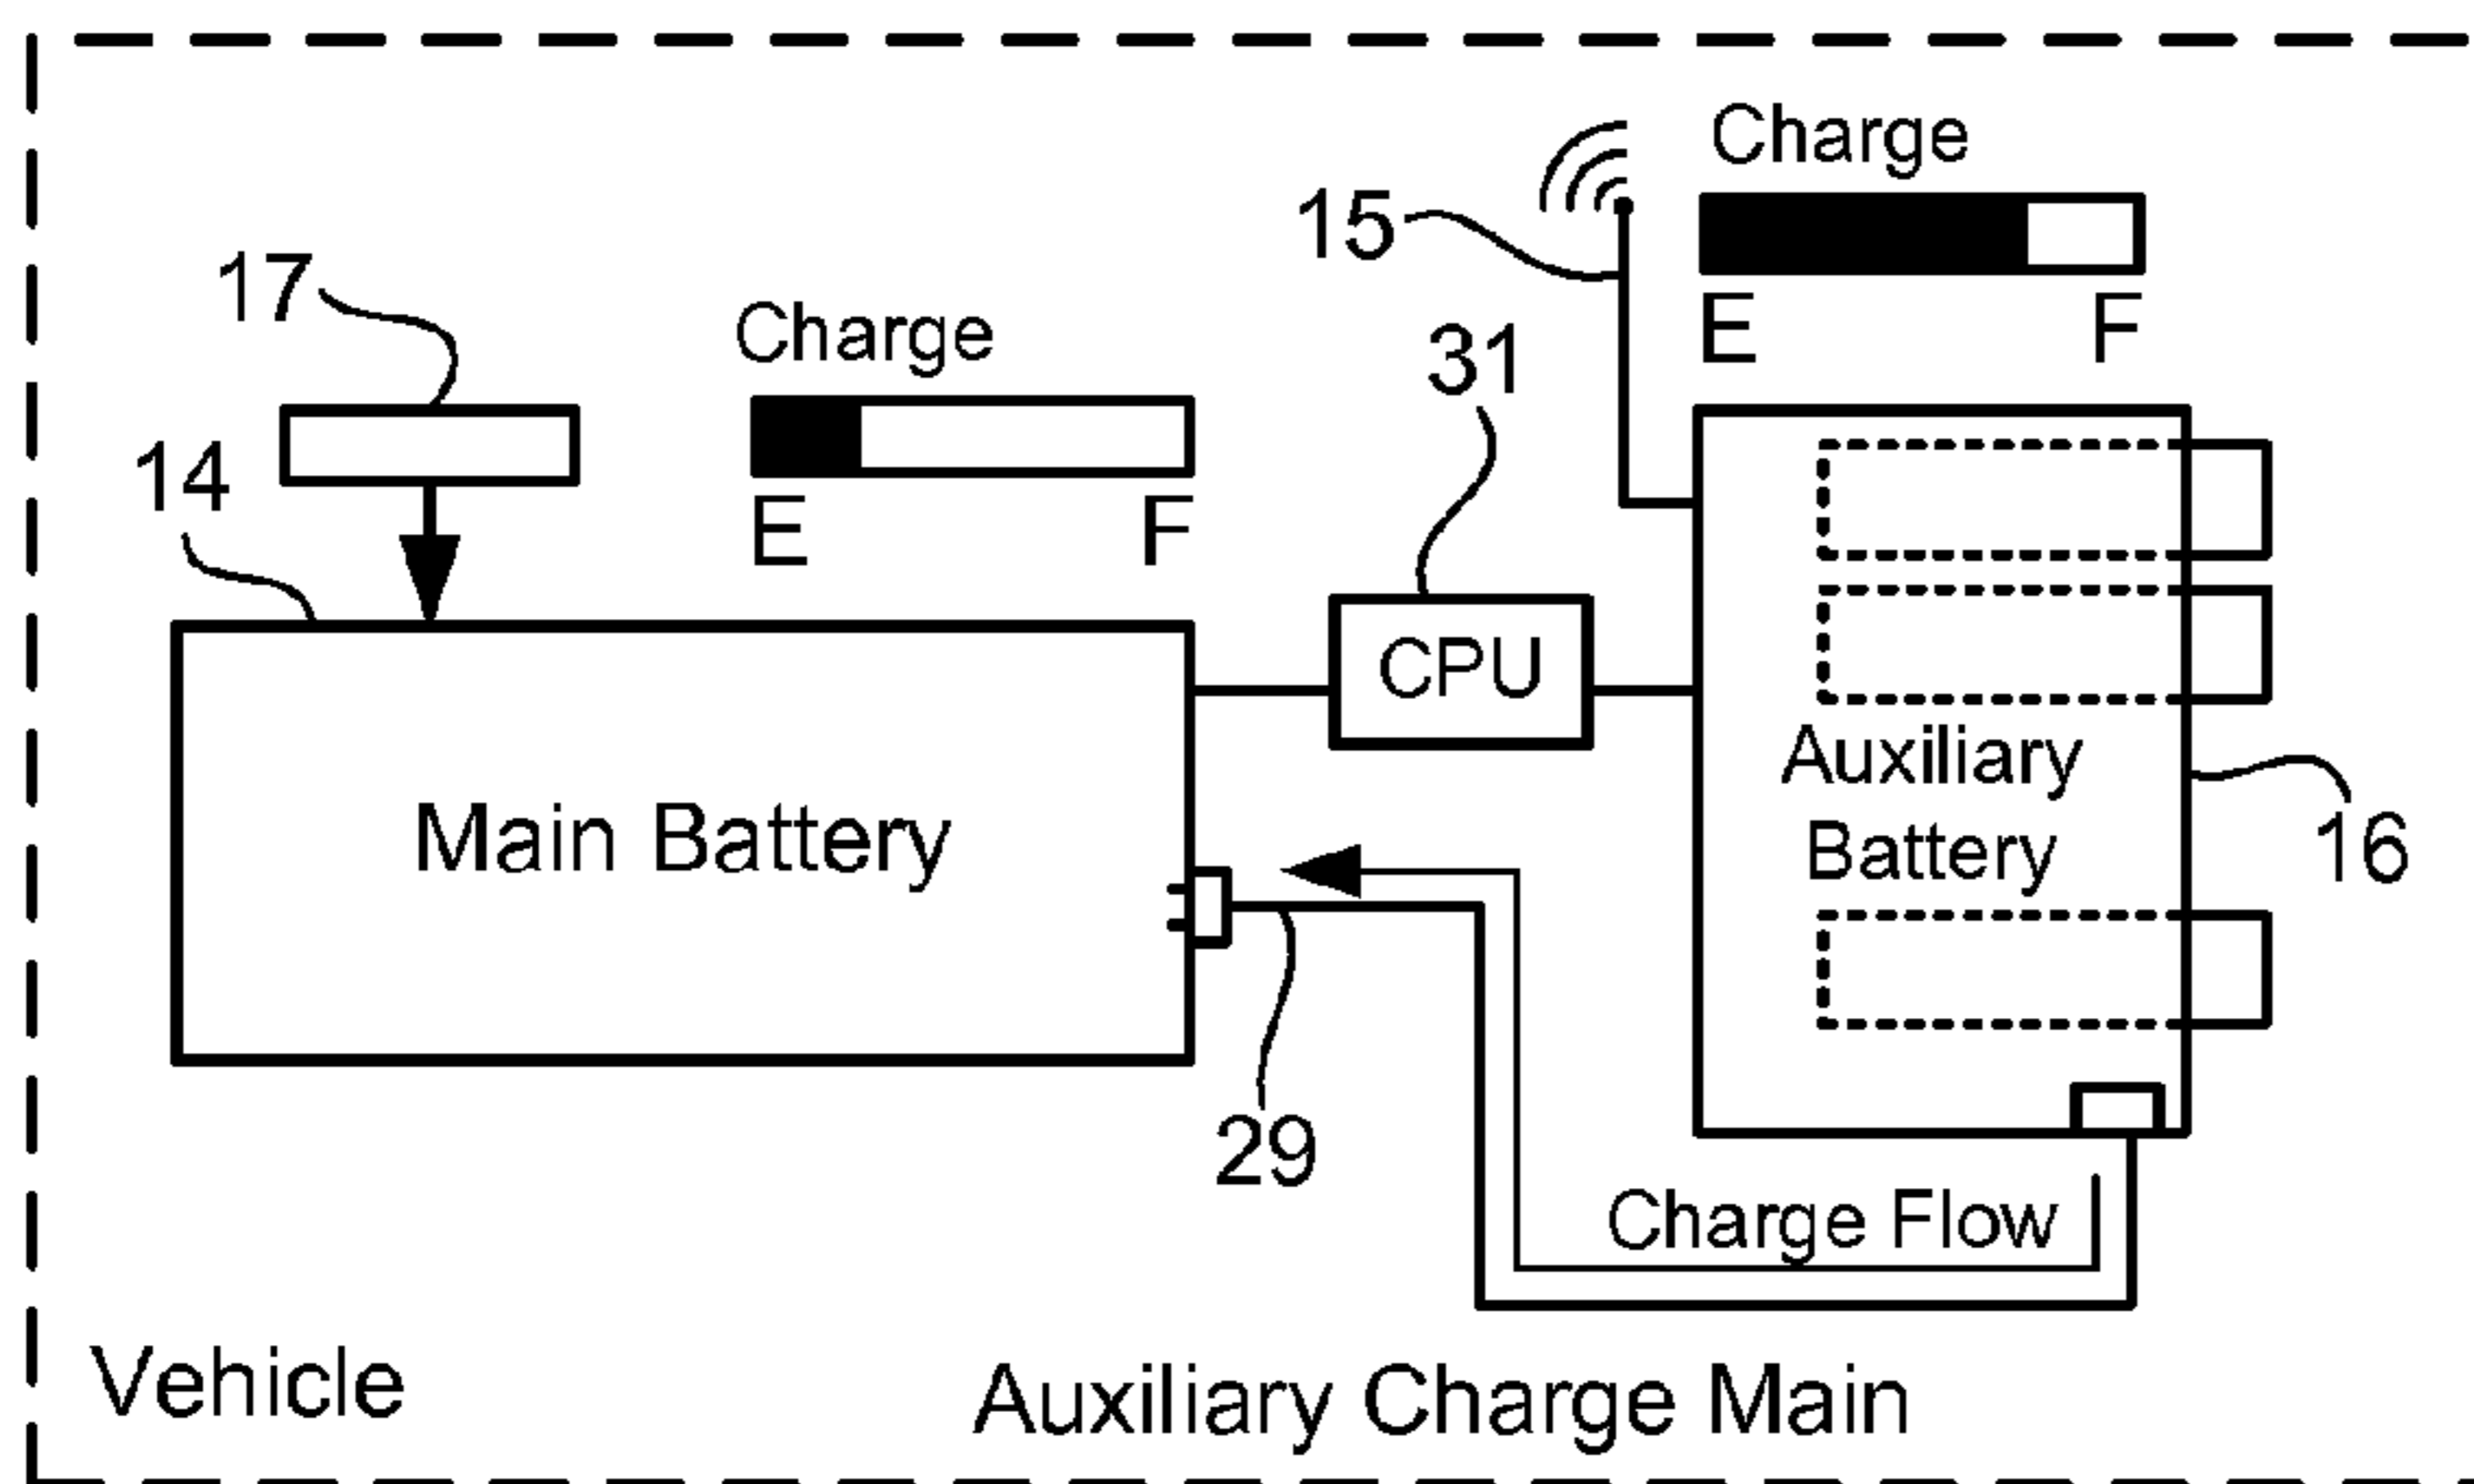 Charge
15
E F
17
Charge
31
14
E F
CPU
Auxiliary
Battery
Main Battery
16
29
Charge Flow
Vehicle
Auxiliary Charge Main